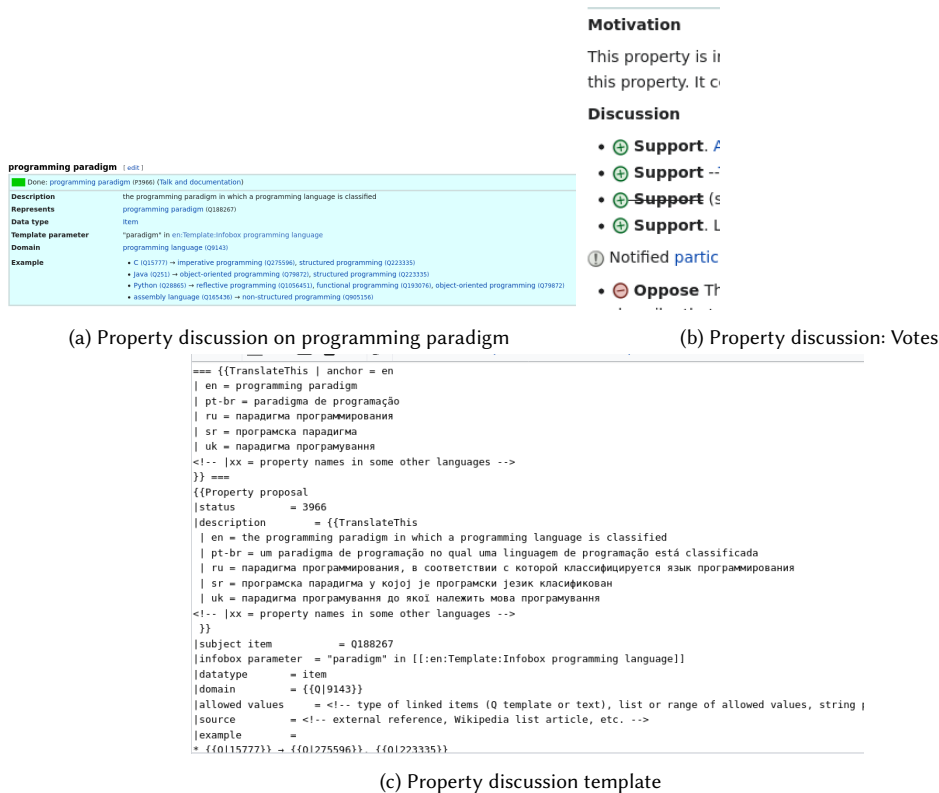 programming paradigm [ edit ]
Done: programming paradigm (P3966) (Talk and documentation)
Description the programming paradigm in which a programming language is classified
Represents programming paradigm (Q188267)
Data type Item
Template parameter "paradigm" in en:Template:Infobox programming language
Domain programming language (Q9143)
Example • C (Q15777) → imperative programming (Q275596), structured programming (Q223335)
• Java (Q251) → object-oriented programming (Q79872), structured programming (Q223335)
• Python (Q28865) → reflective programming (Q1056451), functional programming (Q193076), object-oriented programming (Q79872)
• assembly language (Q165436) → non-structured programming (Q905156)
(a) Property discussion on programming paradigm
Motivation
This property is
this property. It
Discussion
• Support.
• Support --
• Support (s
• Support. L
Notified partic
• Oppose Th
(b) Property discussion: Votes
=== {{TranslateThis | anchor = en
| en = programming paradigm
| pt-br = paradigma de programação
| ru = парадигма программирования
| sr = програмска парадигма
| uk = парадигма програмування
<!-- |xx = property names in some other languages -->
}} ===
{{Property proposal
|status = 3966
|description = {{TranslateThis
| en = the programming paradigm in which a programming language is classified
| pt-br = um paradigma de programação no qual uma linguagem de programação está classificada
| ru = парадигма программирования, в соответствии с которой классифицируется язык программирования
| sr = програмска парадигма у којој је програмски језик класификован
| uk = парадигма програмування до якої належить мова програмування
<!-- |xx = property names in some other languages -->
}}
|subject item = Q188267
|infobox parameter = "paradigm" in [[:en:Template:Infobox programming language]]
|datatype = item
|domain = {{Q|9143}}
|allowed values = <!-- type of linked items (Q template or text), list or range of allowed values, string
|source = <!-- external reference, Wikipedia list article, etc. -->
|example =
* {{Q|15777}} → {{Q|275596}}, {{Q|223335}}
(c) Property discussion template